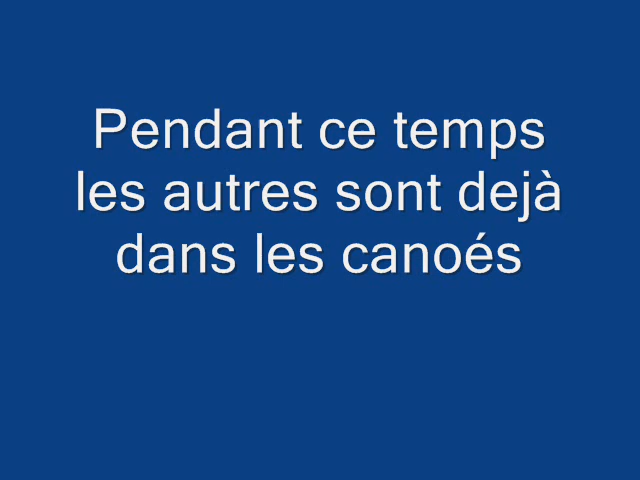 Pendant ce temps
les autres sont dejà
dans les canoés